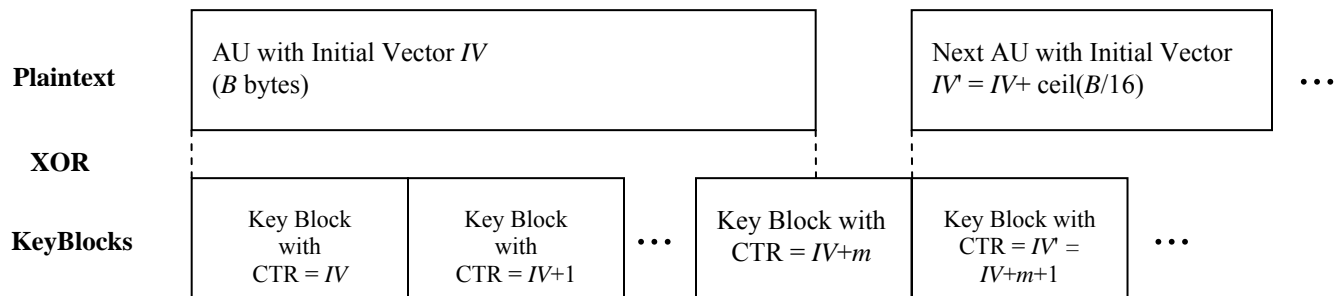 Plaintext
AU with Initial Vector IV
(B bytes)
Next AU with Initial Vector
IV' = IV+ ceil(B/16)
...
XOR
KeyBlocks
Key Block
with
CTR = IV
Key Block
with
CTR = IV+1
...
Key Block with
CTR = IV+m
Key Block with
CTR = IV' =
IV+m+1
...